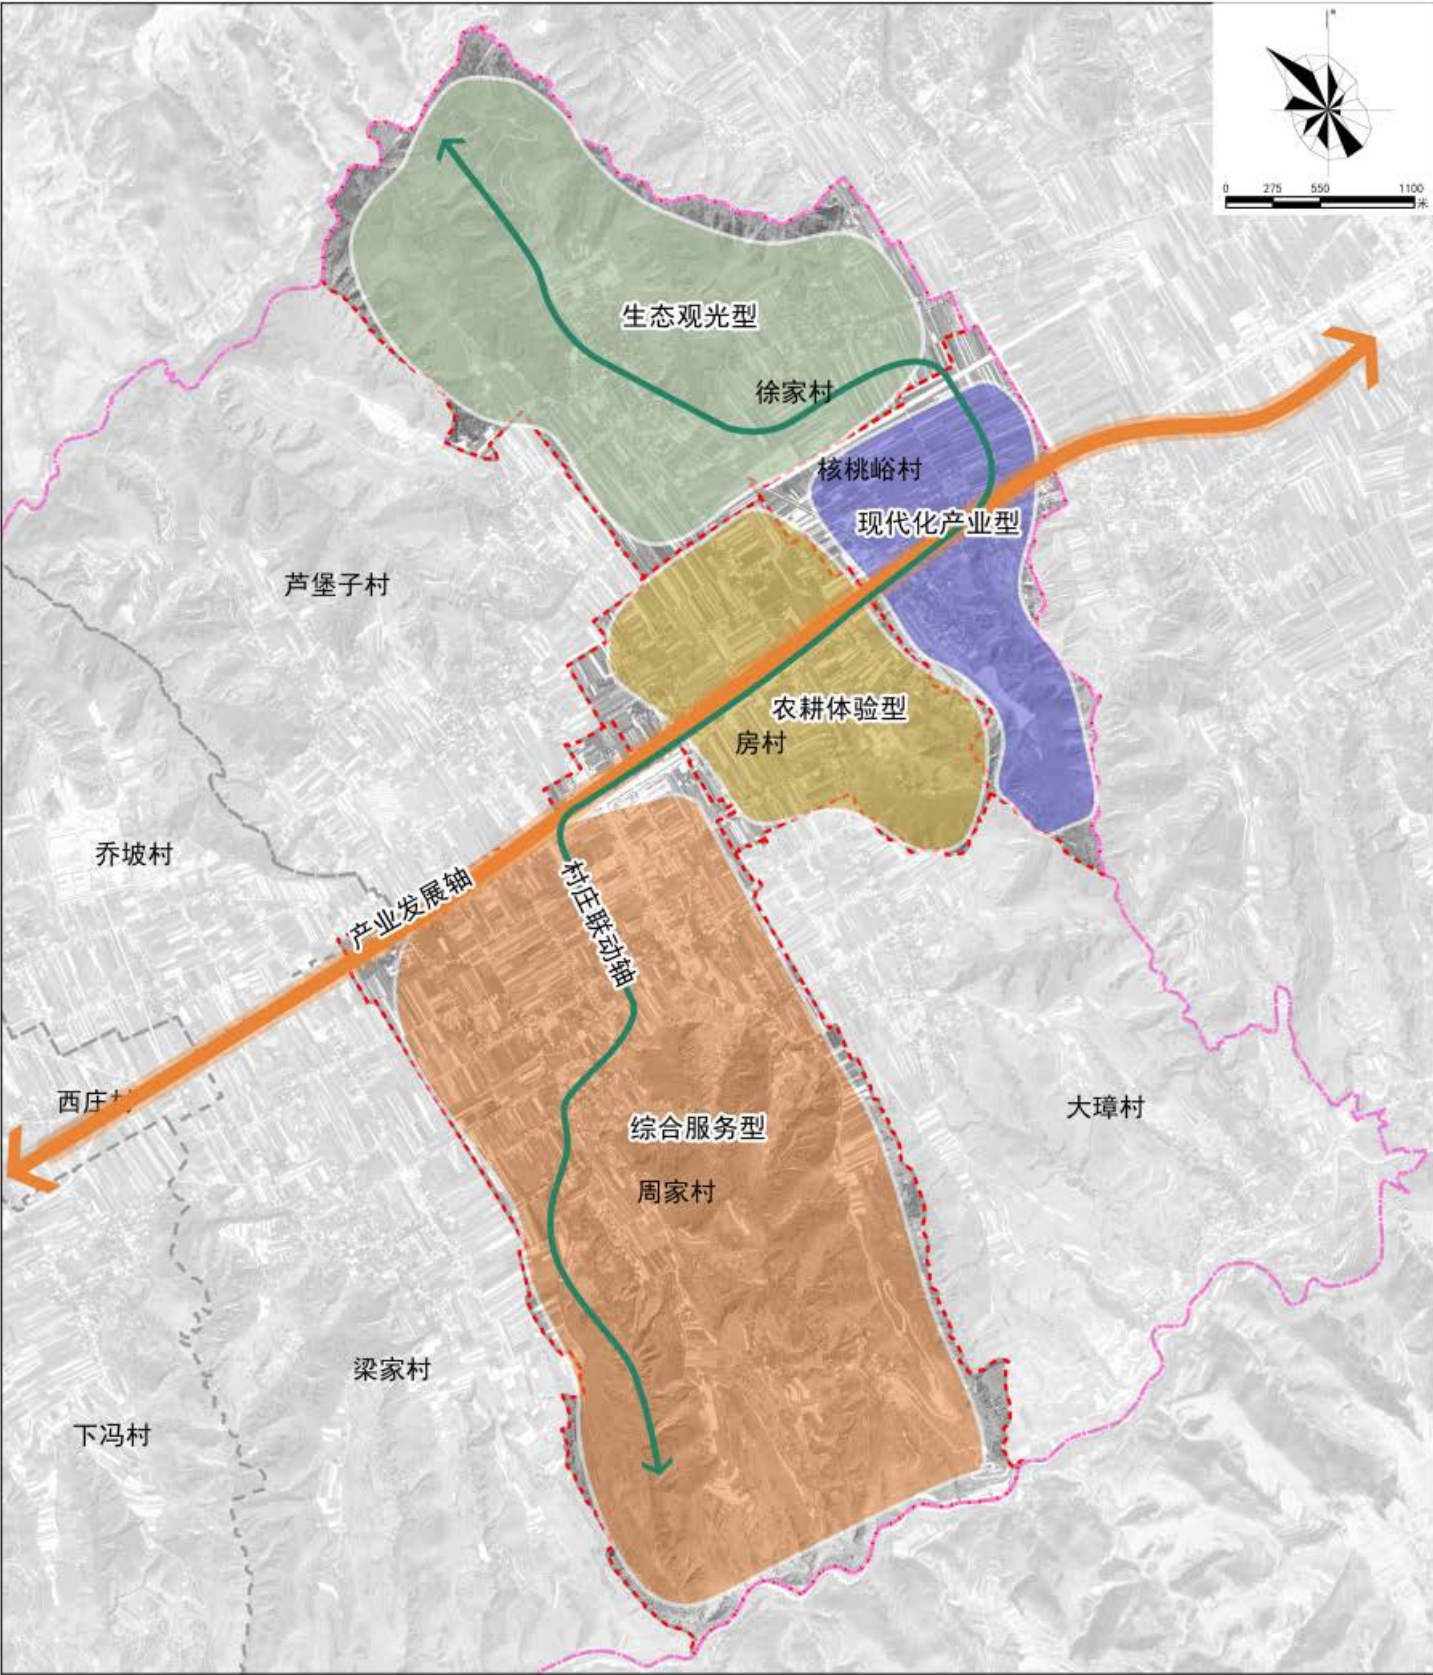 N
0 275 550 1100
米
生态观光型
徐家村
核桃峪村
现代化产业型
芦堡子村
农耕体验型
房村
乔坡村
产业发展轴
村庄联动轴
西庄村
大璋村
综合服务型
周家村
梁家村
下冯村